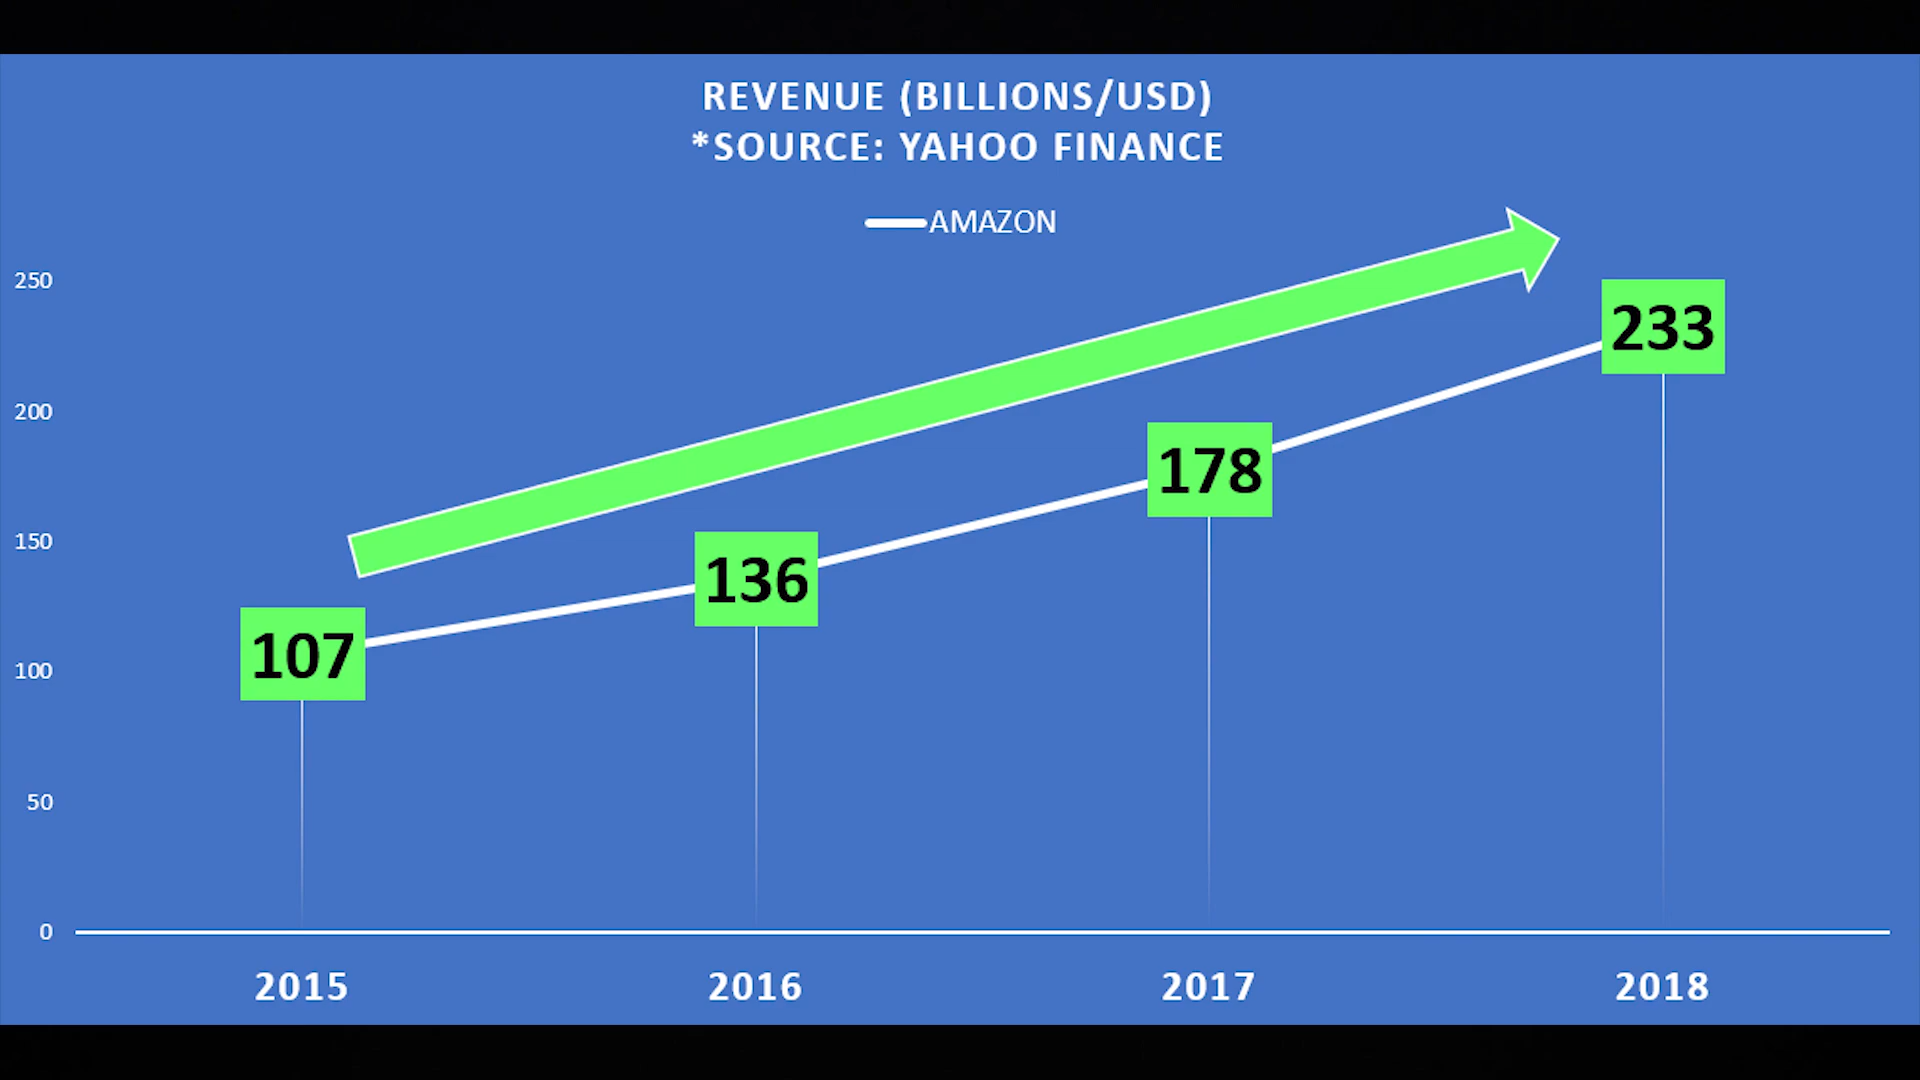 REVENUE (BILLIONS/USD)
*SOURCE: YAHOO FINANCE
AMAZON
250
200
150
100
50
0
107
136
178
233
2015 2016 2017 2018